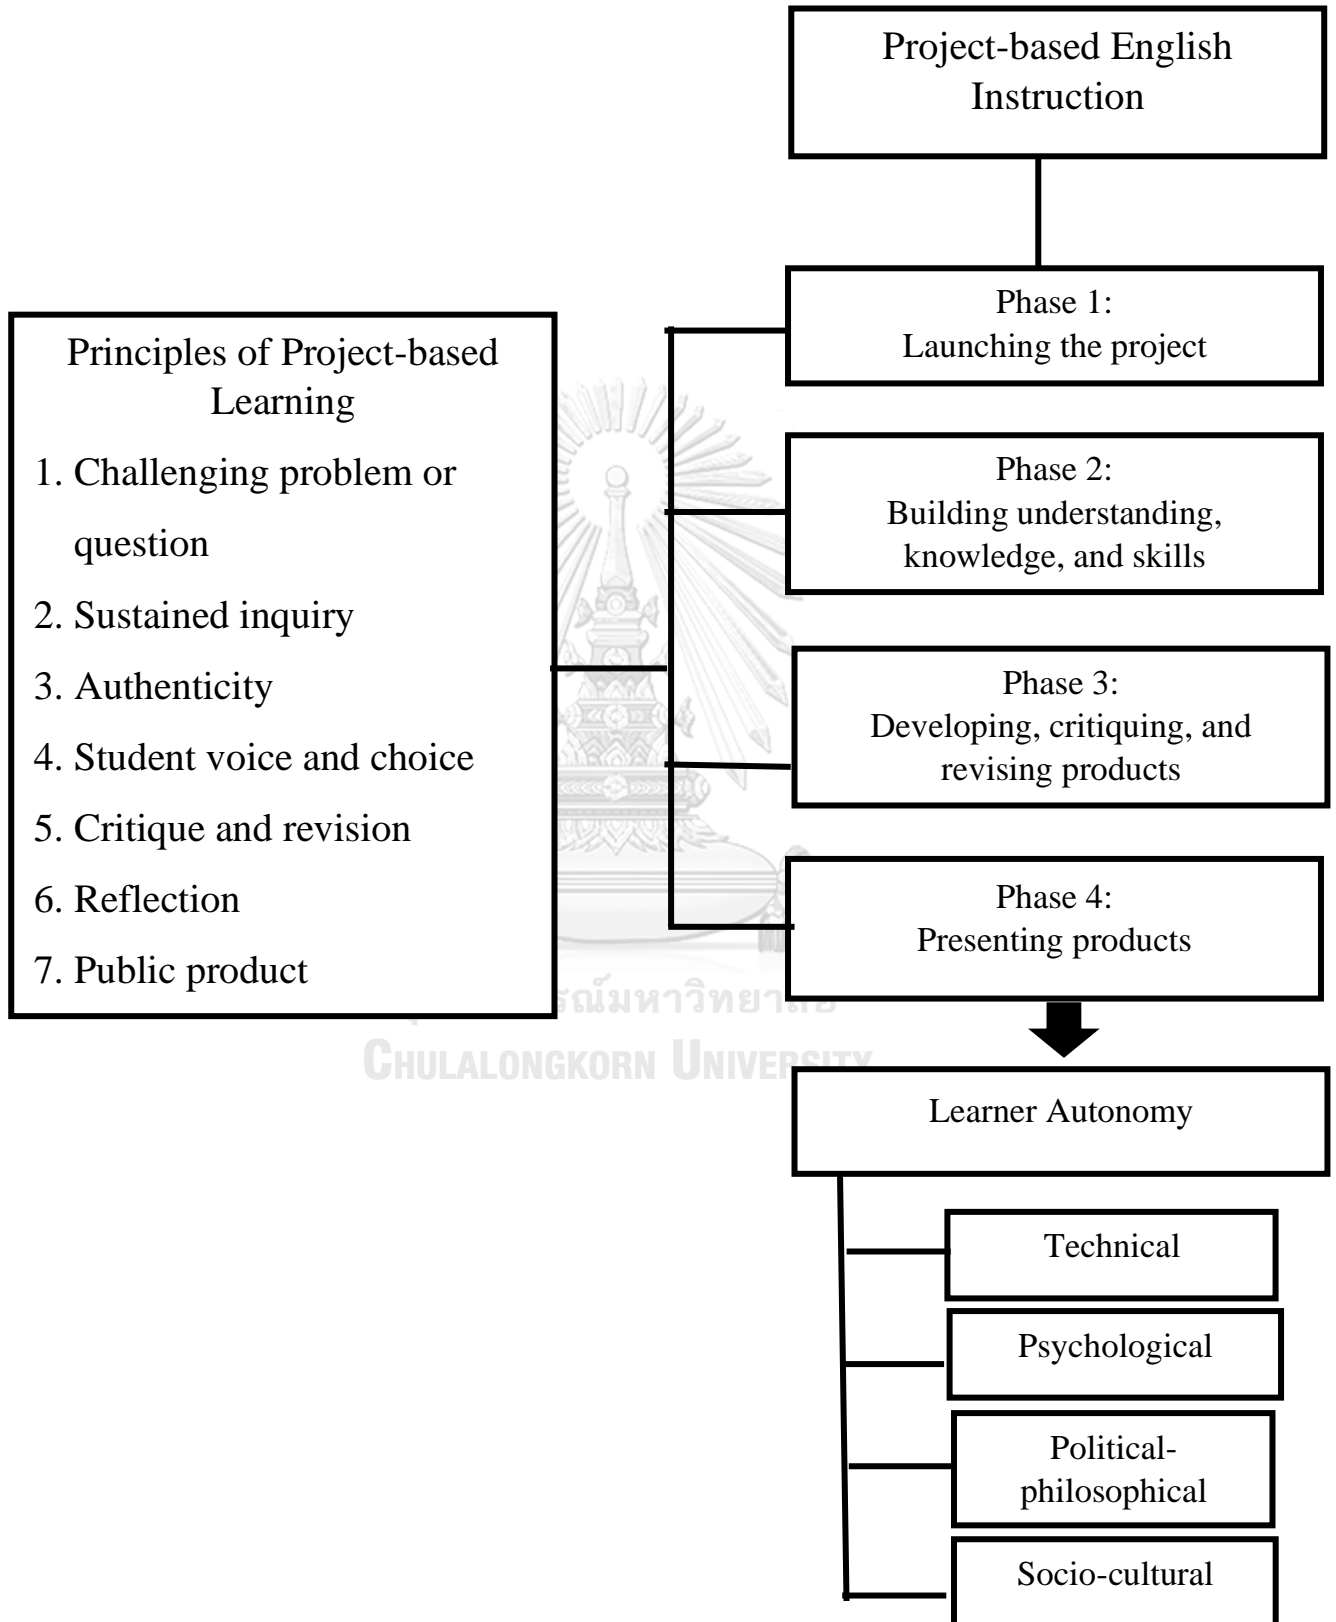 Project-based English
Instruction
Phase 1:
Launching the project
Principles of Project-based
Learning
1. Challenging problem or
question
2. Sustained inquiry
3. Authenticity
4. Student voice and choice
5. Critique and revision
6. Reflection
7. Public product
Phase 2:
Building understanding,
knowledge, and skills
Phase 3:
Developing, critiquing, and
revising products
Phase 4:
Presenting products
CHULALONGKORN UNIVERSITY
Learner Autonomy
Technical
Psychological
Political-
philosophical
Socio-cultural